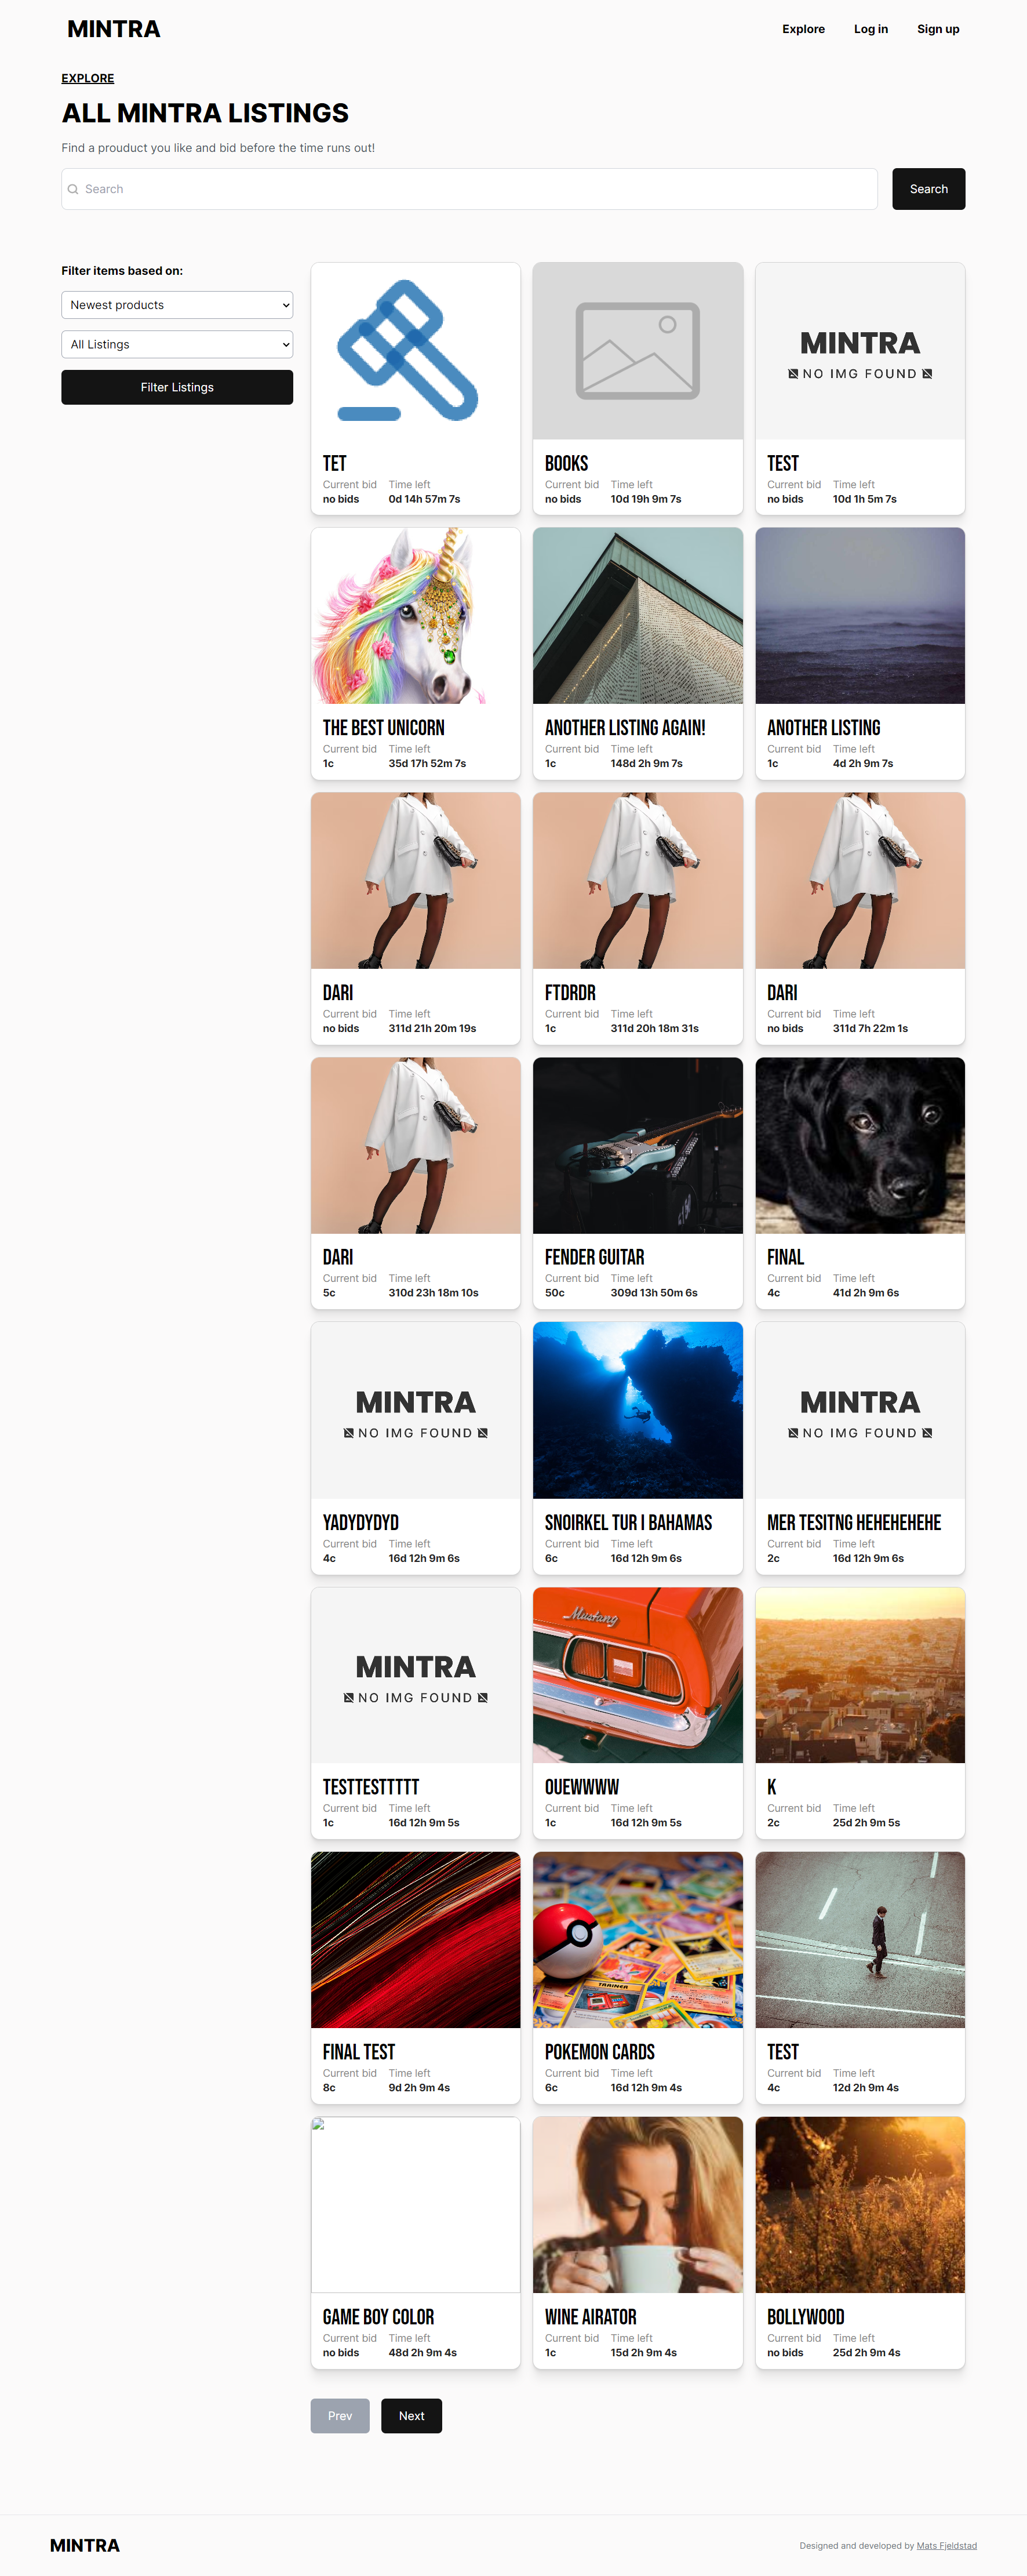 MINTRA
Explore Log in Sign up
EXPLORE
ALL MINTRA LISTINGS
Find a prouduct you like and bid before the time runs out!
Search
Search
Filter items based on:
Newest products
All Listings
Filter Listings
TET
Current bid Time left
no bids 0d 14h 57m 7s
BOOKS
Current bid Time left
no bids 10d 19h 9m 7s
MINTRA
NO IMG FOUND
TEST
Current bid Time left
no bids 10d 1h 5m 7s
THE BEST UNICORN
Current bid Time left
1c 35d 17h 52m 7s
ANOTHER LISTING AGAIN!
Current bid Time left
1c 148d 2h 9m 7s
ANOTHER LISTING
Current bid Time left
1c 4d 2h 9m 7s
DARI
Current bid Time left
no bids 311d 21h 20m 19s
FTDRDR
Current bid Time left
1c 311d 20h 18m 31s
DARI
Current bid Time left
no bids 311d 7h 22m 1s
DARI
Current bid Time left
5c 310d 23h 18m 10s
FENDER GUITAR
Current bid Time left
50c 309d 13h 50m 6s
FINAL
Current bid Time left
4c 41d 2h 9m 6s
MINTRA
NO IMG FOUND
YADYDYDYD
Current bid Time left
4c 16d 12h 9m 6s
SNOIRKEL TUR I BAHAMAS
Current bid Time left
6c 16d 12h 9m 6s
MINTRA
NO IMG FOUND
MER TESITNG HEHEHEHEHE
Current bid Time left
2c 16d 12h 9m 6s
MINTRA
NO IMG FOUND
TESTTESTTTTT
Current bid Time left
1c 16d 12h 9m 5s
Mustang
OUEWWWW
Current bid Time left
1c 16d 12h 9m 5s
K
Current bid Time left
2c 25d 2h 9m 5s
FINAL TEST
Current bid Time left
8c 9d 2h 9m 4s
TRAINER
POKEMON CARDS
Current bid Time left
6c 16d 12h 9m 4s
TEST
Current bid Time left
4c 12d 2h 9m 4s
GAME BOY COLOR
Current bid Time left
no bids 48d 2h 9m 4s
WINE AIRATOR
Current bid Time left
1c 15d 2h 9m 4s
BOLLYWOOD
Current bid Time left
no bids 25d 2h 9m 4s
Prev Next
MINTRA
Designed and developed by Mats Fjeldstad